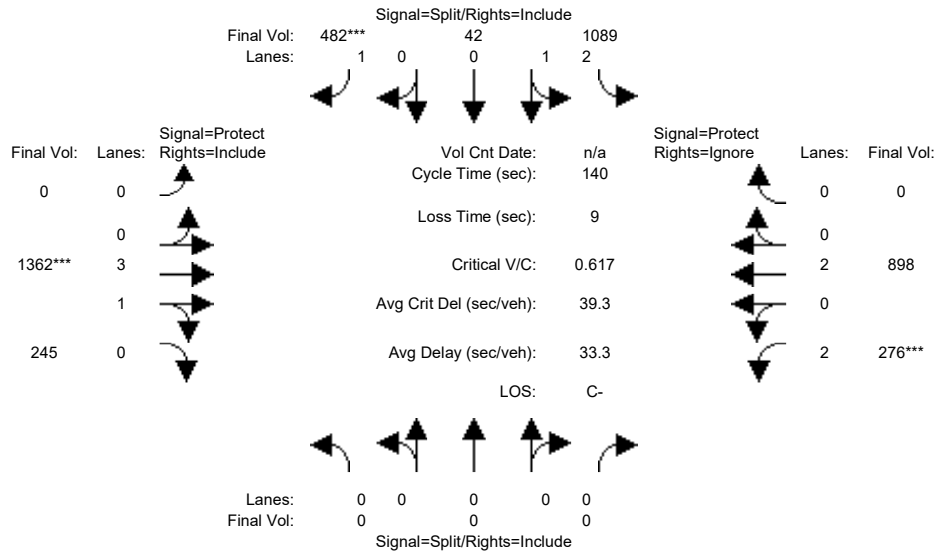 Signal=Split/Rights=Include
Final Vol: 482*** 42 1089
Lanes: 1 0 0 1 2
Signal=Protect Signal=Protect
Final Vol: Lanes: Rights=Include Vol Cnt Date: n/a Rights=Ignore Lanes: Final Vol:
Cycle Time (sec): 140
0 0 0 0
Loss Time (sec): 9
0 0
1362*** 3 Critical V/C: 0.617 2 898
1 Avg Crit Del (sec/veh): 39.3 0
245 0 Avg Delay (sec/veh): 33.3 2 276***
LOS: C-
Lanes: 0 0 0 0 0
Final Vol: 0 0 0
Signal=Split/Rights=Include